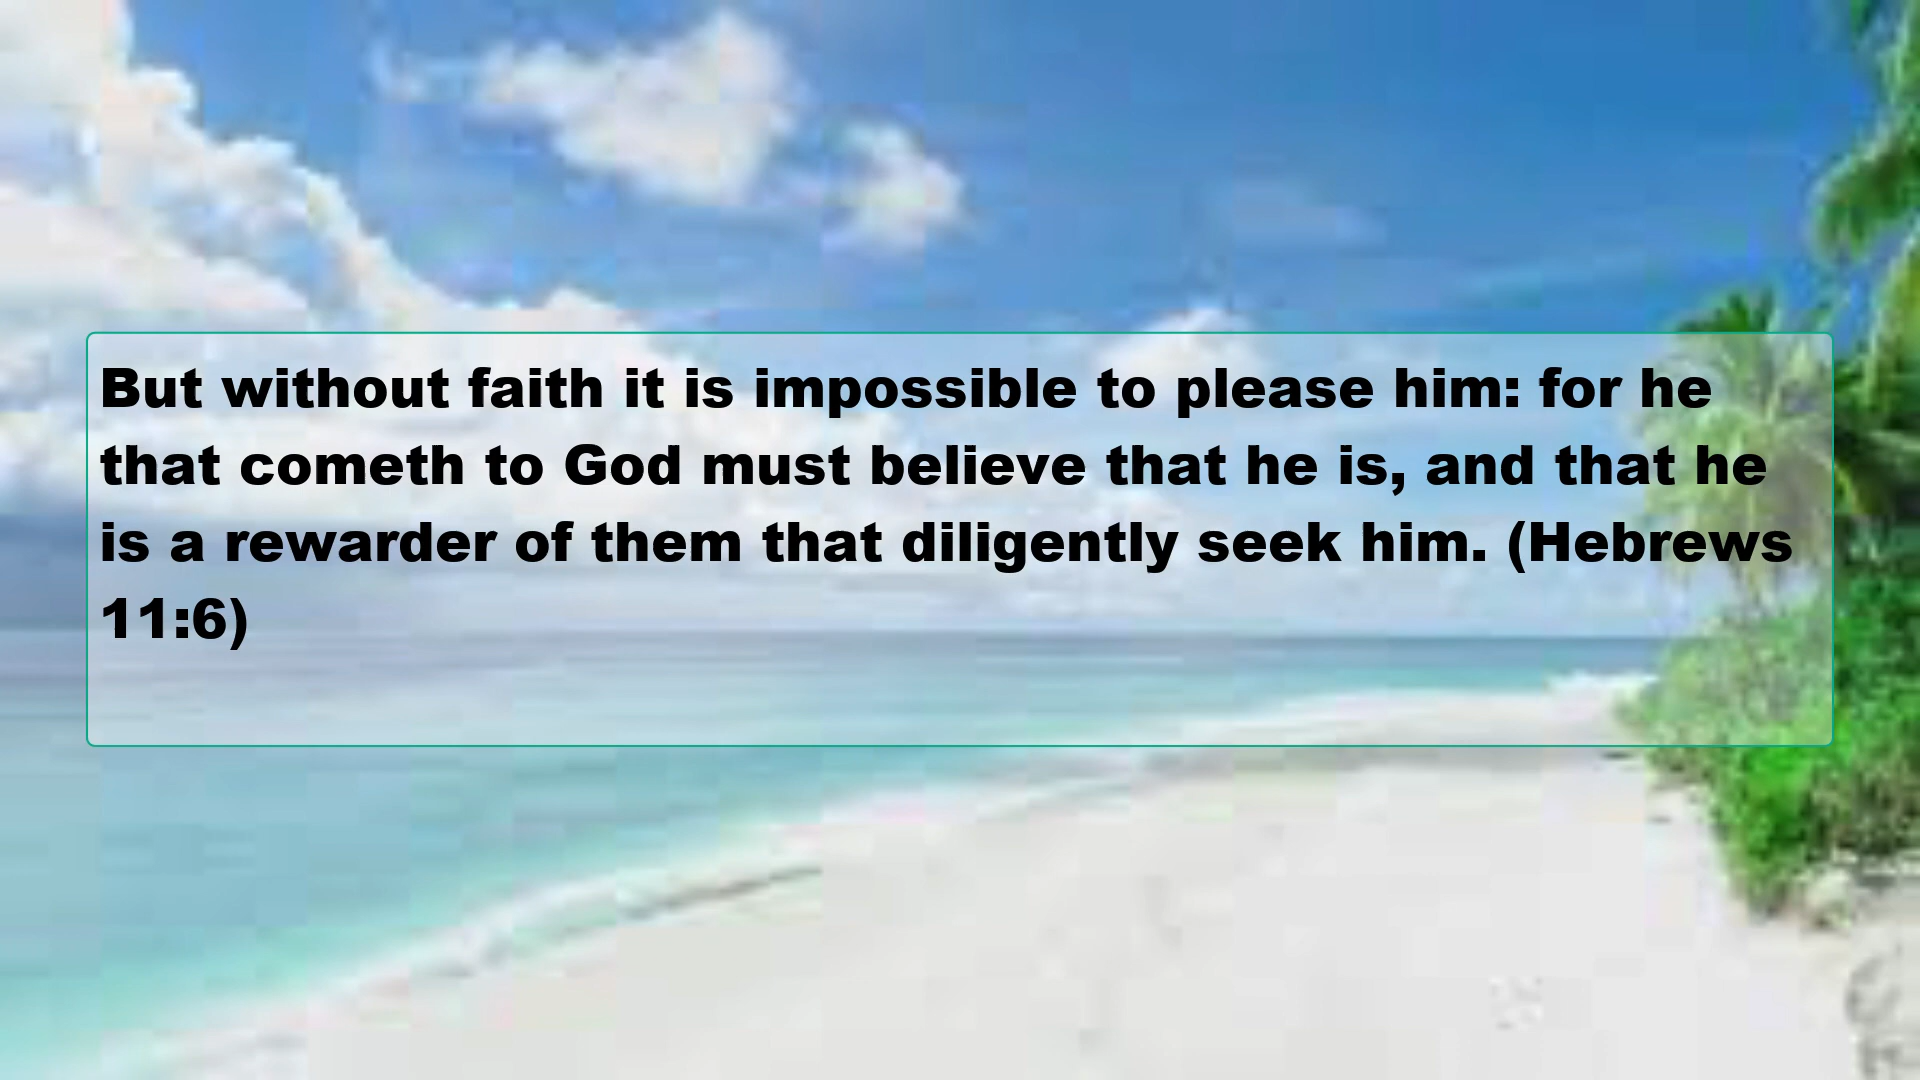 But without faith it is impossible to please him: for he
that cometh to God must believe that he is, and that he
is a rewarder of them that diligently seek him. (Hebrews
11:6)